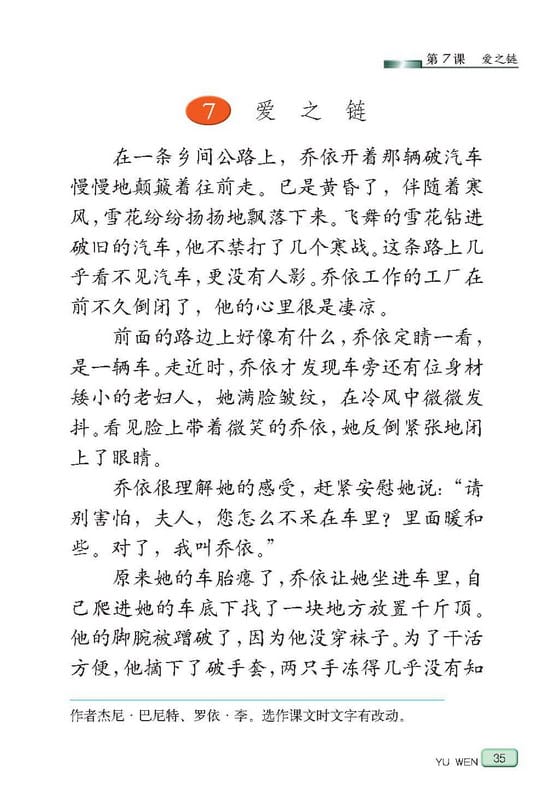 第7课 爱之链
7 爱之链
在一条乡间公路上，乔依开着那辆破汽车
慢慢地颠簸着往前走。已是黄昏了，伴随着寒
风，雪花纷纷扬扬地飘落下来。飞舞的雪花钻进
破旧的汽车，他不禁打了几个寒战。这条路上几
乎看不见汽车，更没有人影。乔依工作的工厂在
前不久倒闭了，他的心里很是凄凉。
前面的路边上好像有什么，乔依定睛一看，
是一辆车。走近时，乔依才发现车旁还有位身材
矮小的老妇人，她满脸皱纹，在冷风中微微发
抖。看见脸上带着微笑的乔依，她反倒紧张地闭
上了眼睛。
乔依很理解她的感受，赶紧安慰她说：“请
别害怕，夫人，您怎么不呆在车里？里面暖和
些。对了，我叫乔依。”
原来她的车胎瘪了，乔依让她坐进车里，自
己爬进她的车底下找了一块地方放置千斤顶。
他的脚腕被蹭破了，因为他没穿袜子。为了干活
方便，他摘下了破手套，两只手冻得几乎没有知
作者杰尼·巴尼特、罗依·李。选作课文时文字有改动。
YU WEN 35